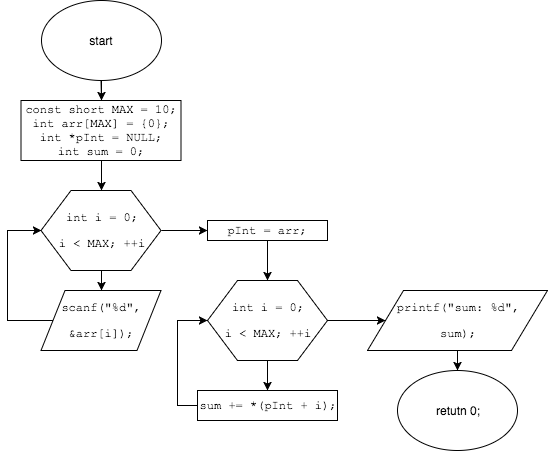 start
const short MAX = 10;
int arr[MAX] = {0};
int *pInt = NULL;
int sum = 0;
int i = 0;
i < MAX; ++i
scanf("%d",
&arr[i]);
pInt = arr;
int i = 0;
i < MAX; ++i
sum += *(pInt + i);
printf("sum: %d",
sum);
retutn 0;